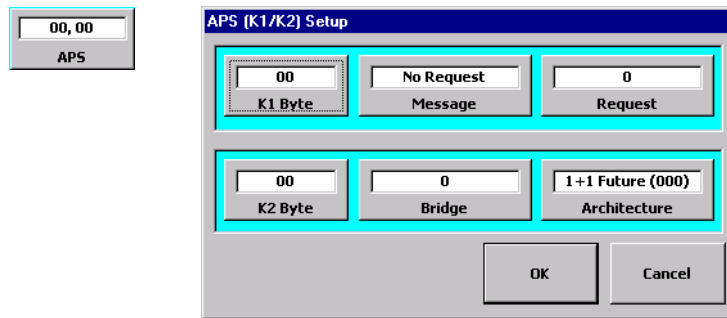 00, 00
APS
APS (K1/K2) Setup
00 No Request 0
K1 Byte Message Request
00 0 1+1 Future (000)
K2 Byte Bridge Architecture
OK Cancel